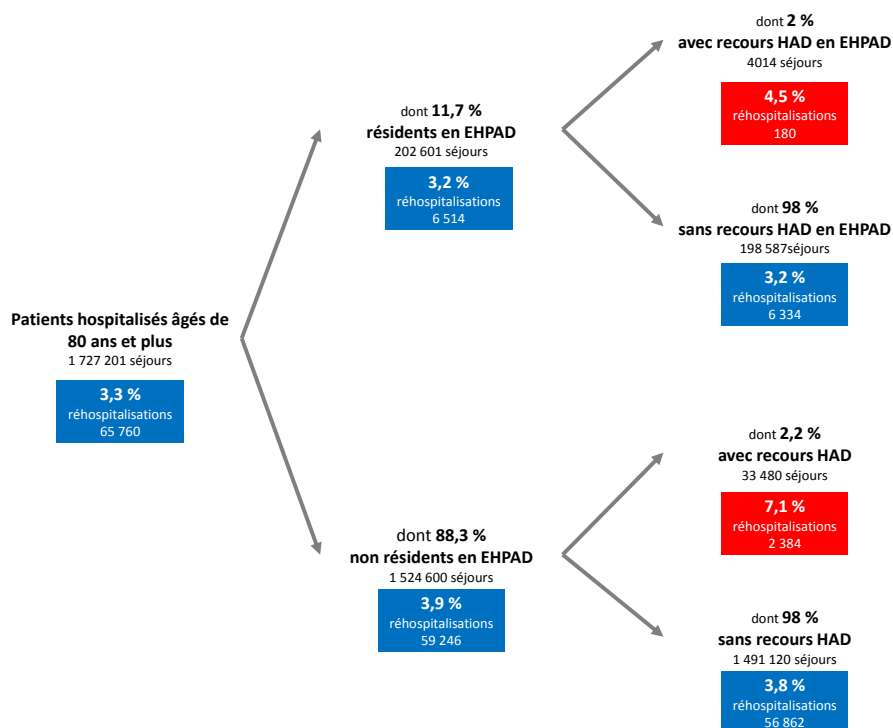 Patients hospitalisés âgés de
80 ans et plus
1 727 201 séjours
3,3 %
réhospitalisations
65 760
dont 11,7 %
résidents en EHPAD
202 601 séjours
3,2 %
réhospitalisations
6 514
dont 2 %
avec recours HAD en EHPAD
4014 séjours
4,5 %
réhospitalisations
180
dont 98 %
sans recours HAD en EHPAD
198 587séjours
3,2 %
réhospitalisations
6 334
dont 88,3 %
non résidents en EHPAD
1 524 600 séjours
3,9 %
réhospitalisations
59 246
dont 2,2 %
avec recours HAD
33 480 séjours
7,1 %
réhospitalisations
2 384
dont 98 %
sans recours HAD
1 491 120 séjours
3,8 %
réhospitalisations
56 862